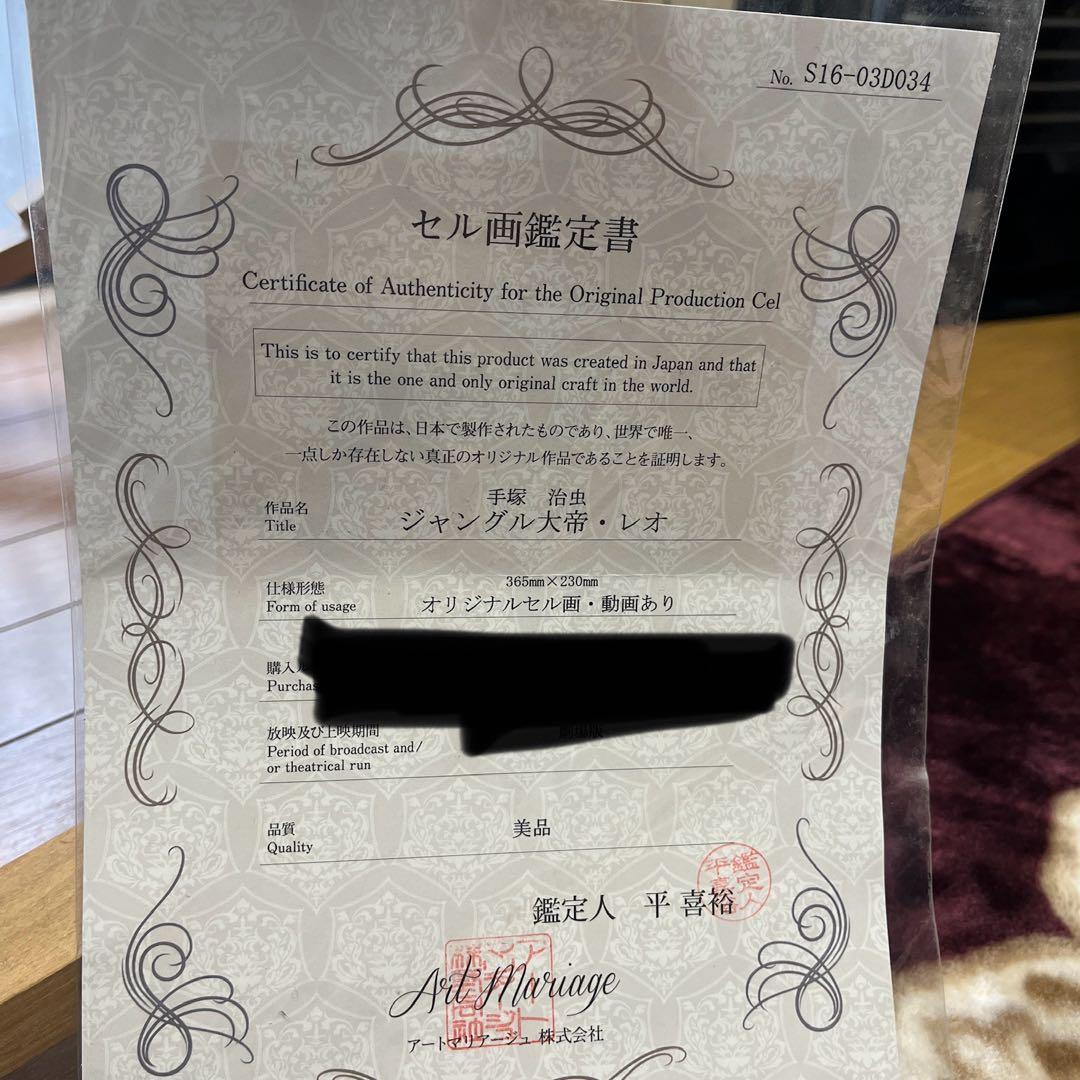 No. S16-03D034
セル画鑑定書
Certificate of Authenticity for the Original Production Cel
This is to certify that this product was created in Japan and that
it is the one and only original craft in the world.
この作品は、日本で製作されたものであり、世界で唯一、
一点しか存在しない真正のオリジナル作品であることを証明します。
手塚 治虫
作品名
Title
ジャングル大帝・レオ
365mm×230mm
仕様形態
Form of usage
オリジナルセル画・動画あり
購入
Purchas
放映及び上映期間
劇場版
Period of broadcast and/
or theatrical run
品質
Quality
美品
鑑定人 平 喜裕
Art Mariage
アートマリアージュ 株式会社